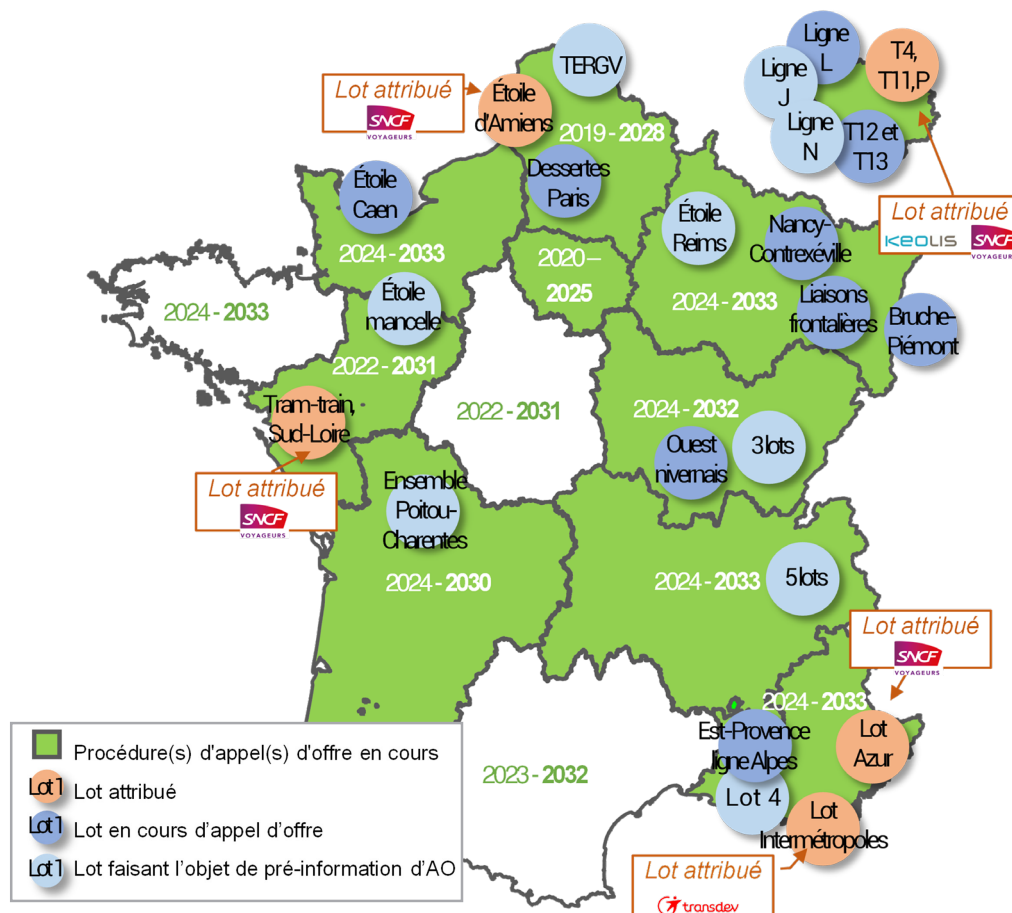 Ligne
L
T4,
T11,P
TERGV
Ligne
J
Lot attribué
SNCF
VOYAGEURS
Étoile
d'Amiens
2019 - 2028
Ligne
N
T12 et
T13
Étoile
Caen
Dessertes
Paris
Étoile
Reims
Nancy-
Contrexéville
Lot attribué
KEOLIS
SNCF
VOYAGEURS
2024 - 2033
2020 –
2025
2024 - 2033
Étoile
mancelle
2024 - 2033
Liaisons
frontalières
Bruche-
Piémont
2022 - 2031
Tram-train,
Sud-Loire
2022 - 2031
2024 - 2032
Ouest
nivernais
3 lots
Lot attribué
SNCF
VOYAGEURS
Ensemble
Poitou-
Charentes
2024 - 2030
2024 - 2033
5 lots
Lot attribué
SNCF
VOYAGEURS
2024 - 2033
Est-Provence
ligne Alpes
Lot
Azur
Lot 4
Lot
Intermétropoles
2023 - 2032
Lot attribué
transdev
Procédure(s) d'appel(s) d'offre en cours
Lot 1 Lot attribué
Lot 1 Lot en cours d'appel d'offre
Lot 1 Lot faisant l'objet de pré-information d'AO